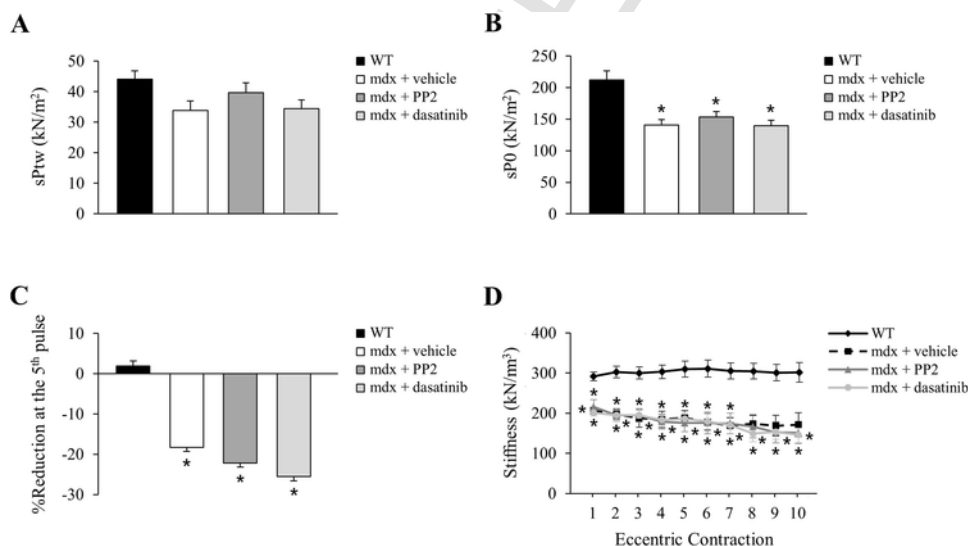 A
sPtw (kN/m²)
50
40
30
20
10
0
WT
mdx + vehicle
mdx + PP2
mdx + dasatinib
B
sP0 (kN/m²)
250
200
150
100
50
0
* * *
WT
mdx + vehicle
mdx + PP2
mdx + dasatinib
C
%Reduction at the 5th pulse
10
0
-10
-20
-30
* * *
WT
mdx + vehicle
mdx + PP2
mdx + dasatinib
D
Stiffness (kN/m³)
400
300
200
100
0
1 2 3 4 5 6 7 8 9 10
Eccentric Contraction
WT
mdx + vehicle
mdx + PP2
mdx + dasatinib